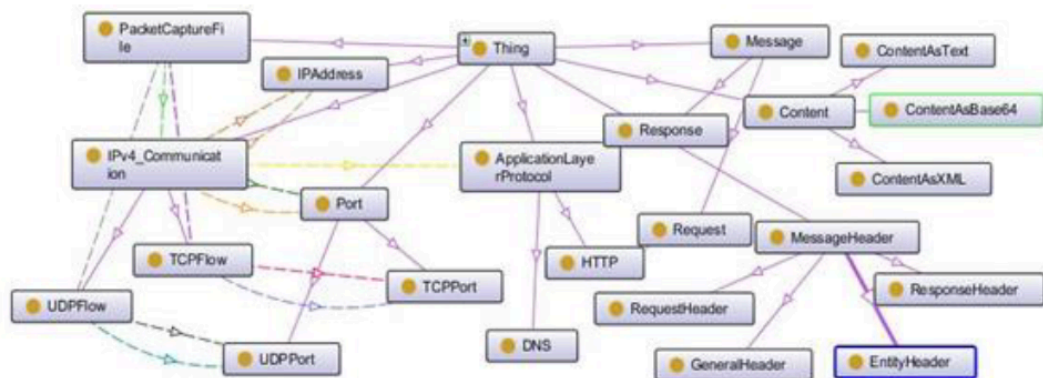 PacketCaptureFi
le
Thing
Message
IPAddress
ContentAsText
Content
ContentAsBase64
Response
IPv4_Communicat
ion
ApplicationLaye
rProtocol
ContentAsXML
Port
Request
MessageHeader
TCPFlow
HTTP
TCPPort
ResponseHeader
UDPFlow
RequestHeader
DNS
UDPPort
GeneralHeader
EntityHeader